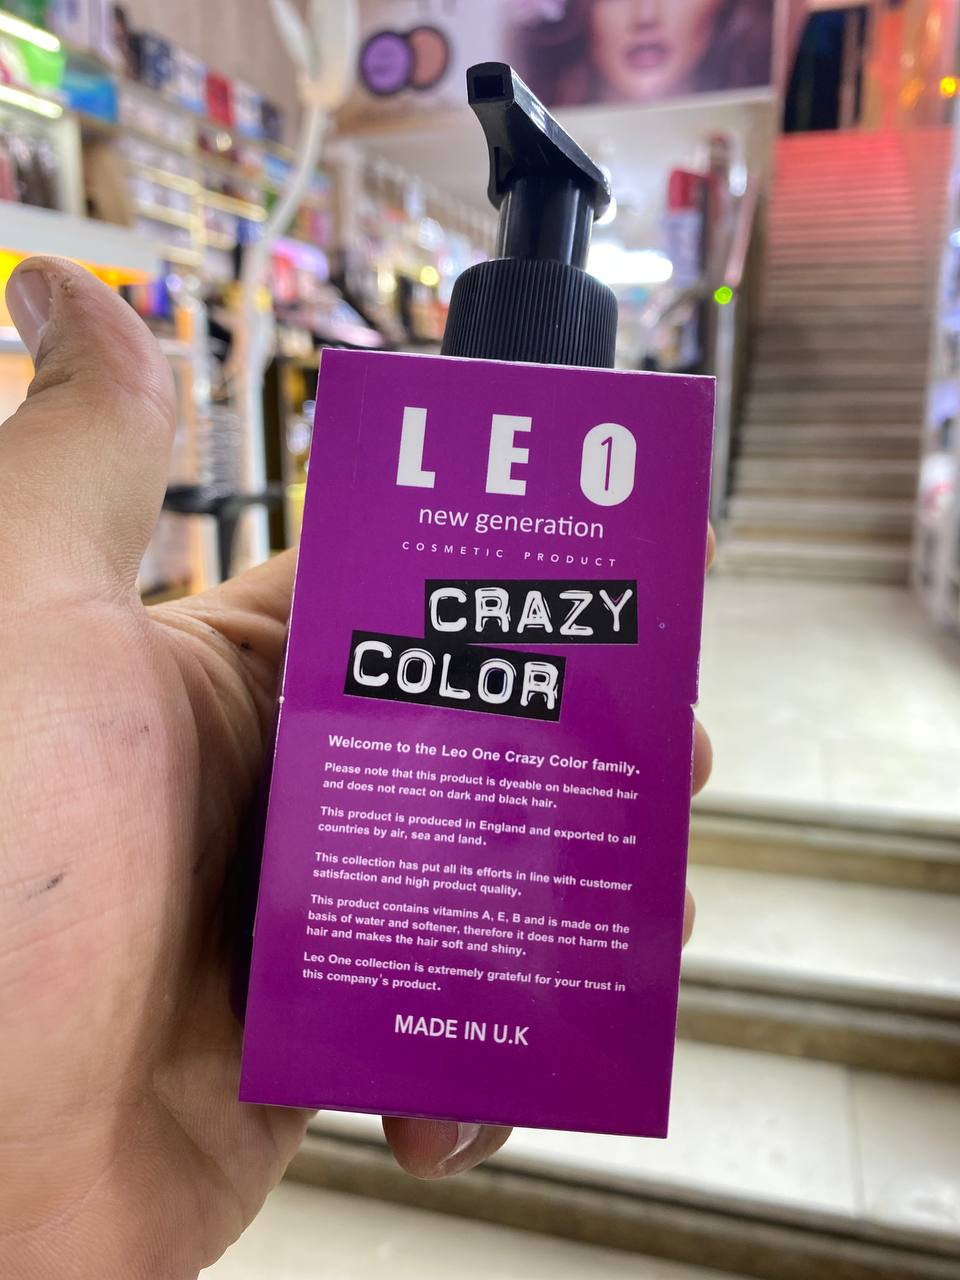 LEO
new generation
COSMETIC PRODUCT
CRAZY
COLOR
Welcome to the Leo One Crazy Color family.
Please note that this product is dyeable on bleached hair
and does not react on dark and black hair.
This product is produced in England and exported to all
countries by air, sea and land.
This collection has put all its efforts in line with customer
satisfaction and high product quality.
This product contains vitamins A, E, B and is made on the
basis of water and softener, therefore it does not harm the
hair and makes the hair soft and shiny.
Leo One collection is extremely grateful for your trust in
this company's product.
MADE IN U.K